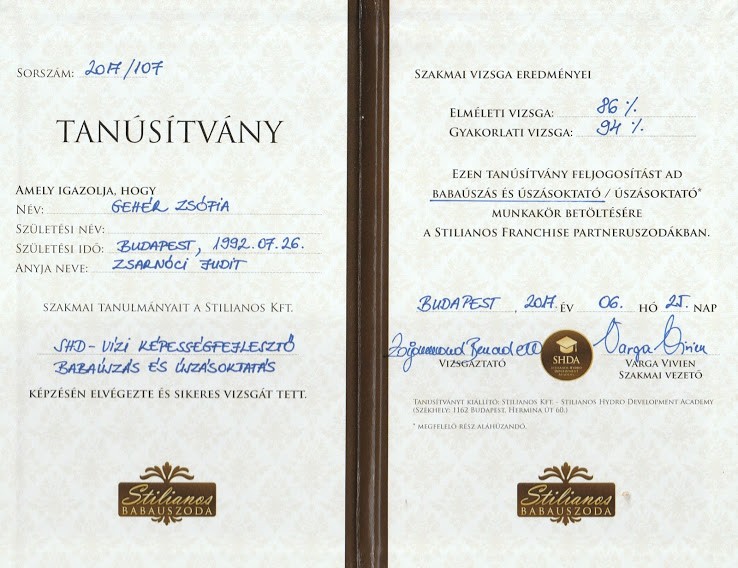 Sorszám: 2017/107
Tanúsítvány
Amely igazolja, hogy
Név: Gehér Zsófia
Születési név:
Születési idő: Budapest, 1992.07.26.
Anyja neve: Zsarnóci Judit
szakmai tanulmányait a Stilianos Kft.
SHD - Vízi képességfejlesztő
babaúszás és úszásoktatás
képzésén elvégezte és sikeres vizsgát tett.
Stilianos
BABAUSZODA
Szakmai vizsga eredményei
Elméleti vizsga: 86 %
Gyakorlati vizsga: 94 %
Ezen tanúsítvány feljogosítást ad
babaúszás és úszásoktató / úszásoktató*
munkakör betöltésére
a Stilianos Franchise partneruszodákban.
Budapest, 2017. év 06. hó 25. nap
Varga Vivien
SHDA
Vizsgáztató
Varga Vivien
Szakmai vezető
Tanúsítványt kiállító: Stilianos Kft. - Stilianos Hydro Development Academy
(Székhely: 1162 Budapest, Hermina út 60.)
* megfelelő rész aláhúzandó.
Stilianos
BABAUSZODA